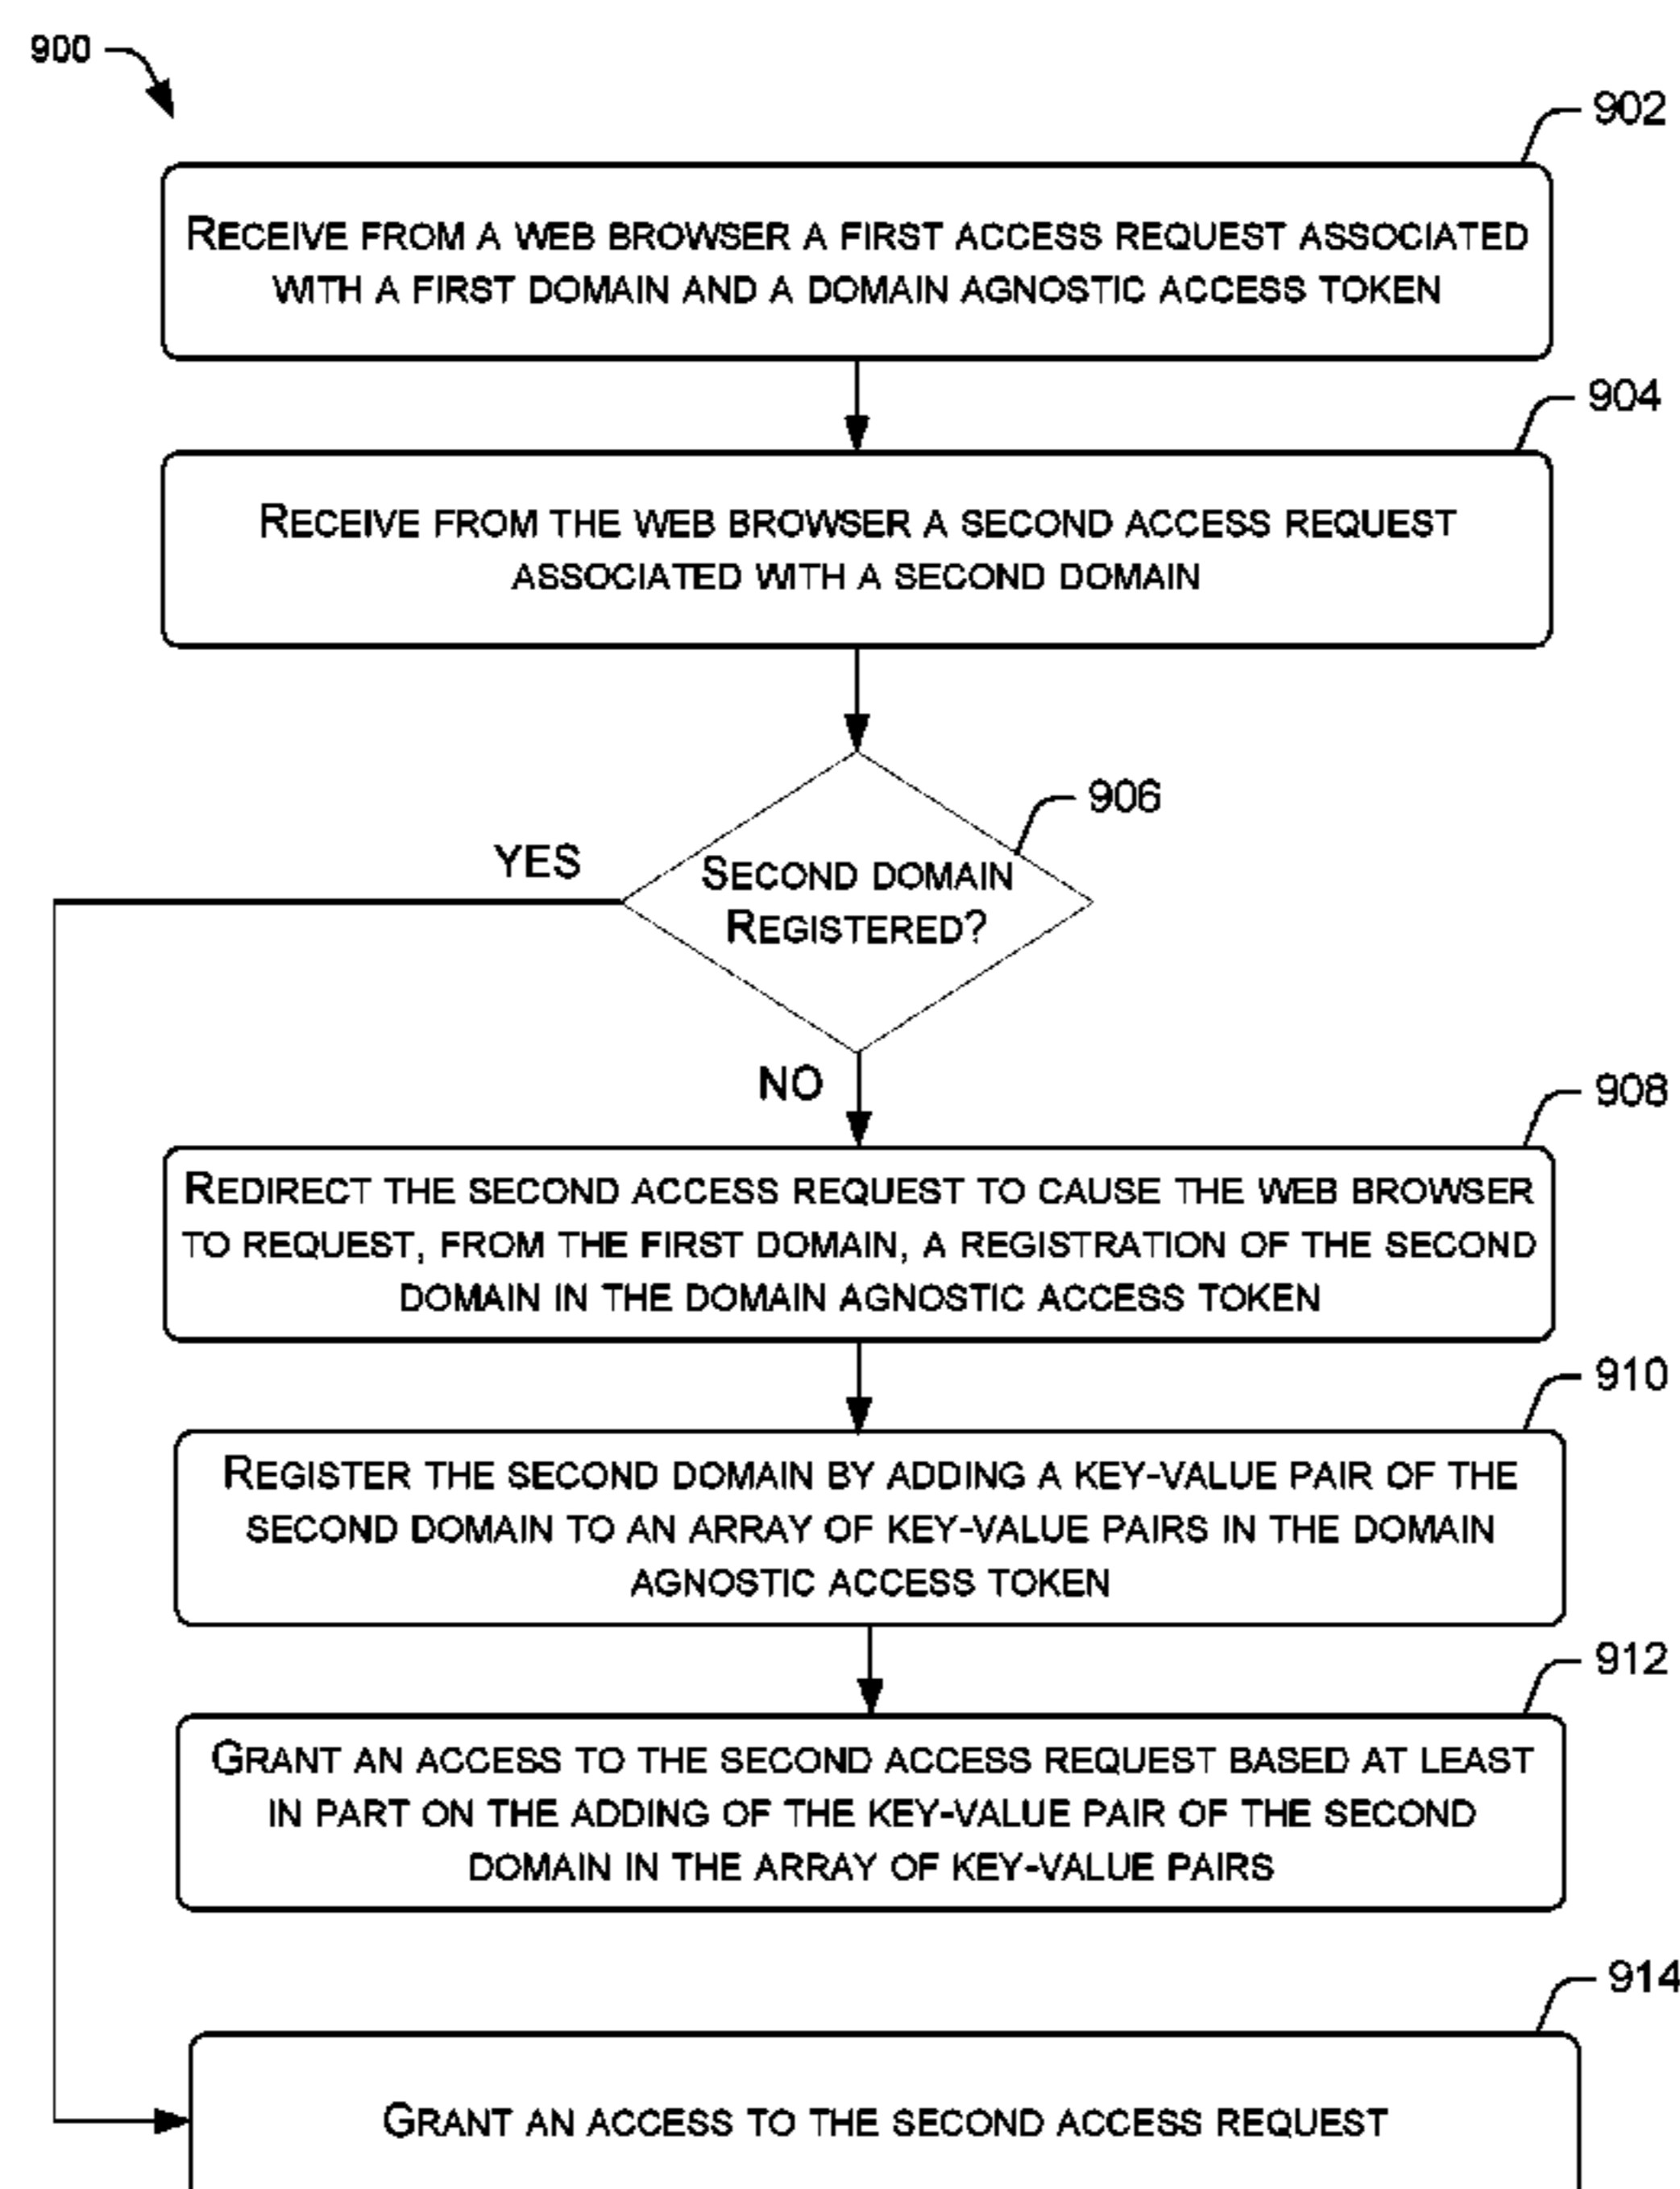 900
902
RECEIVE FROM A WEB BROWSER A FIRST ACCESS REQUEST ASSOCIATED
WITH A FIRST DOMAIN AND A DOMAIN AGNOSTIC ACCESS TOKEN
904
RECEIVE FROM THE WEB BROWSER A SECOND ACCESS REQUEST
ASSOCIATED WITH A SECOND DOMAIN
906
YES
SECOND DOMAIN
REGISTERED?
NO
908
REDIRECT THE SECOND ACCESS REQUEST TO CAUSE THE WEB BROWSER
TO REQUEST, FROM THE FIRST DOMAIN, A REGISTRATION OF THE SECOND
DOMAIN IN THE DOMAIN AGNOSTIC ACCESS TOKEN
910
REGISTER THE SECOND DOMAIN BY ADDING A KEY-VALUE PAIR OF THE
SECOND DOMAIN TO AN ARRAY OF KEY-VALUE PAIRS IN THE DOMAIN
AGNOSTIC ACCESS TOKEN
912
GRANT AN ACCESS TO THE SECOND ACCESS REQUEST BASED AT LEAST
IN PART ON THE ADDING OF THE KEY-VALUE PAIR OF THE SECOND
DOMAIN IN THE ARRAY OF KEY-VALUE PAIRS
914
GRANT AN ACCESS TO THE SECOND ACCESS REQUEST